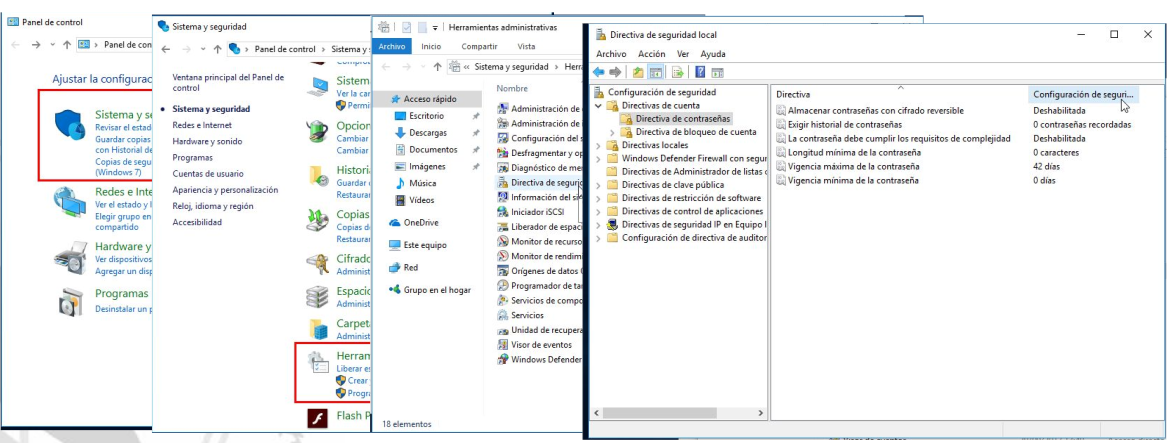 Panel de control
Panel de con
Ajustar la configurac
Sistema y se
Revisar el estad
Guardar copias
con Historial de
Copias de segu
(Windows 7)
Redes e Inte
Ver el estado y l
Elegir grupo en
compartido
Hardware y
Ver dispositivos
Agregar un disp
Programas
Desinstalar un p
Sistema y seguridad
Panel de control > Sistema y s
Ventana principal del Panel de
control
Sistema y seguridad
Redes e Internet
Hardware y sonido
Programas
Cuentas de usuario
Apariencia y personalización
Reloj, idioma y región
Accesibilidad
Sistem
Ver la car
Permi
Opcion
Cambiar
Cambiar
Histori
Guardar
Restaurar
Copias
Copias d
Restaurar
Cifrado
Administ
Espacio
Administ
Carpet
Administ
Herram
Liberar es
Crear
Progra
Flash P
Herramientas administrativas
Archivo Inicio Compartir Vista
« Sistema y seguridad > Herra
Acceso rápido
Escritorio
Descargas
Documentos
Imágenes
Música
Vídeos
OneDrive
Este equipo
Red
Grupo en el hogar
18 elementos
Nombre
Administración de
Administración de i
Configuración del s
Desfragmentar y op
Diagnóstico de me
Directiva de segurid
Información del si
Iniciador iSCSI
Liberador de espaci
Monitor de recurso
Monitor de rendim
Orígenes de datos
Programador de ta
Servicios de compo
Servicios
Unidad de recupera
Visor de eventos
Windows Defender
Directiva de seguridad local
Archivo Acción Ver Ayuda
Configuración de seguridad
Directivas de cuenta
Directiva de contraseñas
Directiva de bloqueo de cuenta
Directivas locales
Windows Defender Firewall con segur
Directivas de Administrador de listas
Directivas de clave pública
Directivas de restricción de software
Directivas de control de aplicaciones
Directivas de seguridad IP en Equipo l
Configuración de directiva de auditor
Directiva Configuración de seguri...
Almacenar contraseñas con cifrado reversible Deshabilitada
Exigir historial de contraseñas 0 contraseñas recordadas
La contraseña debe cumplir los requisitos de complejidad Deshabilitada
Longitud mínima de la contraseña 0 caracteres
Vigencia máxima de la contraseña 42 días
Vigencia mínima de la contraseña 0 días